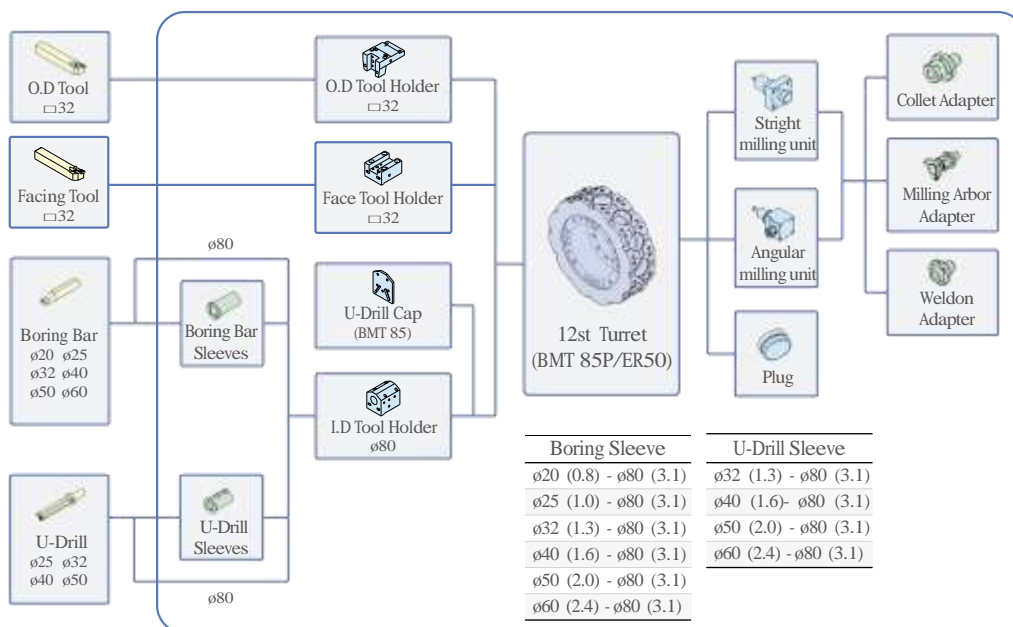 O.D Tool
□32
O.D Tool Holder
□32
Stright
milling unit
Collet Adapter
Facing Tool
□32
Face Tool Holder
□32
Milling Arbor
Adapter
ø80
Angular
milling unit
Boring Bar
ø20 ø25
ø32 ø40
ø50 ø60
Boring Bar
Sleeves
U-Drill Cap
(BMT 85)
12st Turret
(BMT 85P/ER50)
Plug
Weldon
Adapter
I.D Tool Holder
ø80
U-Drill
ø25 ø32
ø40 ø50
U-Drill
Sleeves
ø80
Boring Sleeve
ø20 (0.8) - ø80 (3.1)
ø25 (1.0) - ø80 (3.1)
ø32 (1.3) - ø80 (3.1)
ø40 (1.6) - ø80 (3.1)
ø50 (2.0) - ø80 (3.1)
ø60 (2.4) - ø80 (3.1)
U-Drill Sleeve
ø32 (1.3) - ø80 (3.1)
ø40 (1.6)- ø80 (3.1)
ø50 (2.0) - ø80 (3.1)
ø60 (2.4) - ø80 (3.1)